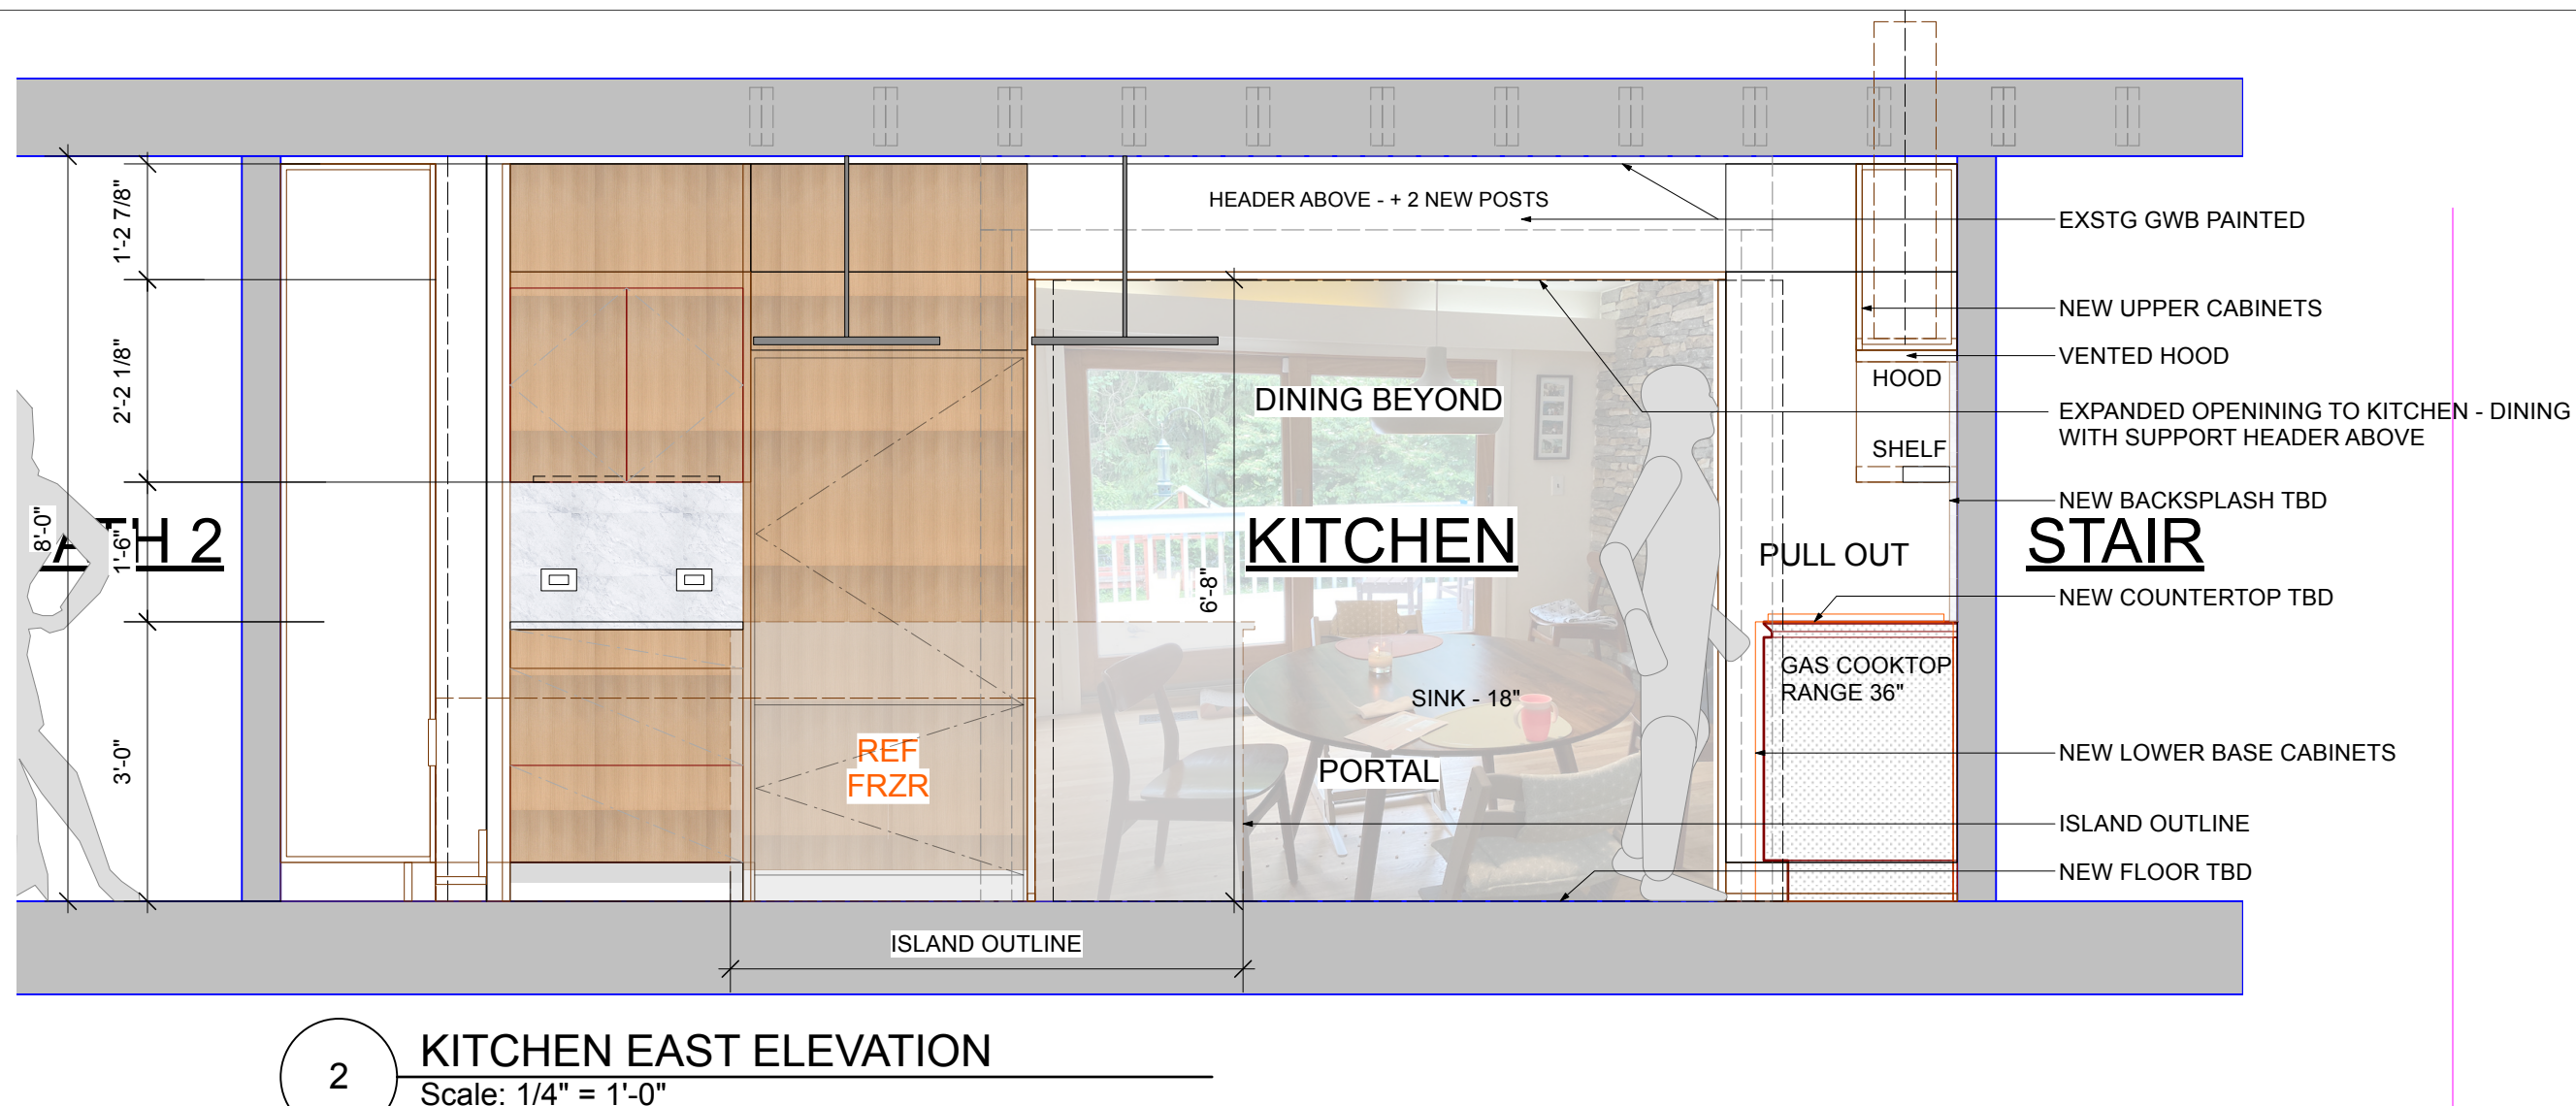 1'-2 7/8"
2'-2 1/8"
8'-0"
1'-6"
3'-0"
ATH 2
HEADER ABOVE - + 2 NEW POSTS
DINING BEYOND
KITCHEN
6'-8"
SINK - 18"
PORTAL
REF
FRZR
ISLAND OUTLINE
HOOD
SHELF
PULL OUT
GAS COOKTOP
RANGE 36"
STAIR
EXSTG GWB PAINTED
NEW UPPER CABINETS
VENTED HOOD
EXPANDED OPENINING TO KITCHEN - DINING
WITH SUPPORT HEADER ABOVE
NEW BACKSPLASH TBD
NEW COUNTERTOP TBD
NEW LOWER BASE CABINETS
ISLAND OUTLINE
NEW FLOOR TBD
2
KITCHEN EAST ELEVATION
Scale: 1/4" = 1'-0"